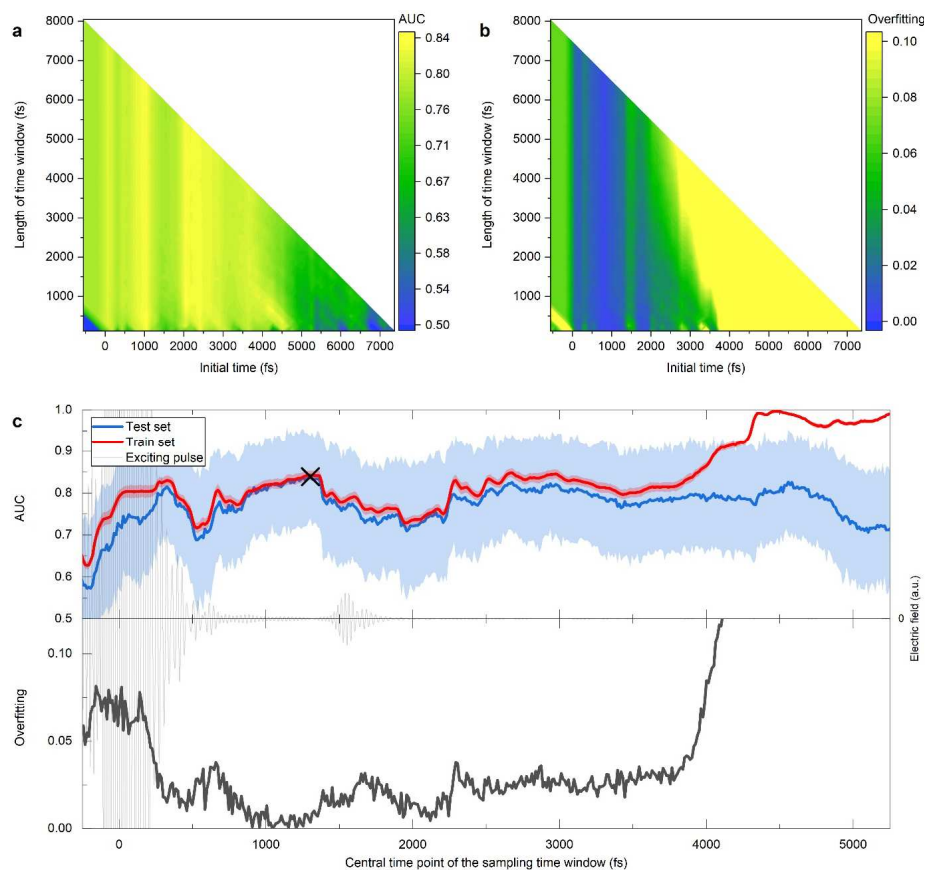 a
AUC
8000
7000
6000
5000
4000
3000
2000
1000
Length of time window (fs)
0 1000 2000 3000 4000 5000 6000 7000
Initial time (fs)
0.84
0.80
0.76
0.71
0.67
0.63
0.58
0.54
0.50
b
Overfitting
8000
7000
6000
5000
4000
3000
2000
1000
Length of time window (fs)
0 1000 2000 3000 4000 5000 6000 7000
Initial time (fs)
0.10
0.08
0.06
0.04
0.02
0.00
c
Test set
Train set
Exciting pulse
1.0
0.9
0.8
0.7
0.6
0.5
AUC
0
Electric field (a.u.)
0.10
0.05
0.00
Overfitting
0 1000 2000 3000 4000 5000
Central time point of the sampling time window (fs)